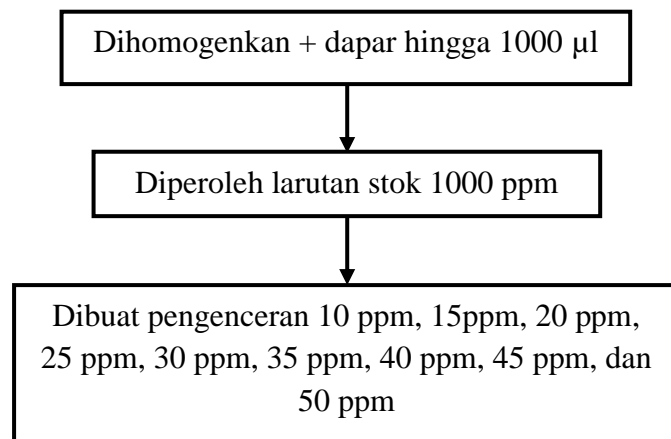 Dihomogenkan + dapar hingga 1000 µl
Diperoleh larutan stok 1000 ppm
Dibuat pengenceran 10 ppm, 15ppm, 20 ppm,
25 ppm, 30 ppm, 35 ppm, 40 ppm, 45 ppm, dan
50 ppm